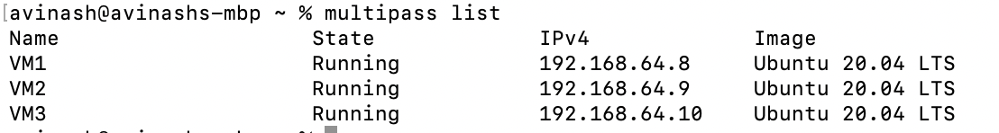 [avinash@avinashs-mbp ~ % multipass list
Name State IPv4 Image
VM1 Running 192.168.64.8 Ubuntu 20.04 LTS
VM2 Running 192.168.64.9 Ubuntu 20.04 LTS
VM3 Running 192.168.64.10 Ubuntu 20.04 LTS